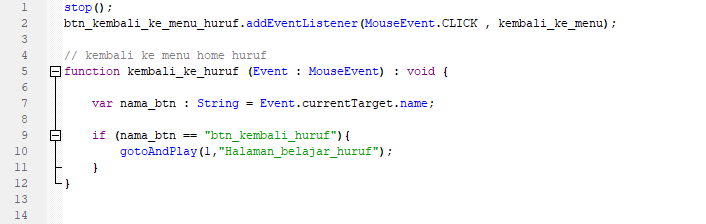 1 stop();
2 btn_kembali_ke_menu_huruf.addEventListener(MouseEvent.CLICK , kembali_ke_menu);
3
4 // kembali ke menu home huruf
5 function kembali_ke_huruf (Event : MouseEvent) : void {
6
7 var nama_btn : String = Event.currentTarget.name;
8
9 if (nama_btn == "btn_kembali_huruf"){
10 gotoAndPlay(1,"Halaman_belajar_huruf");
11 }
12 }
13
14